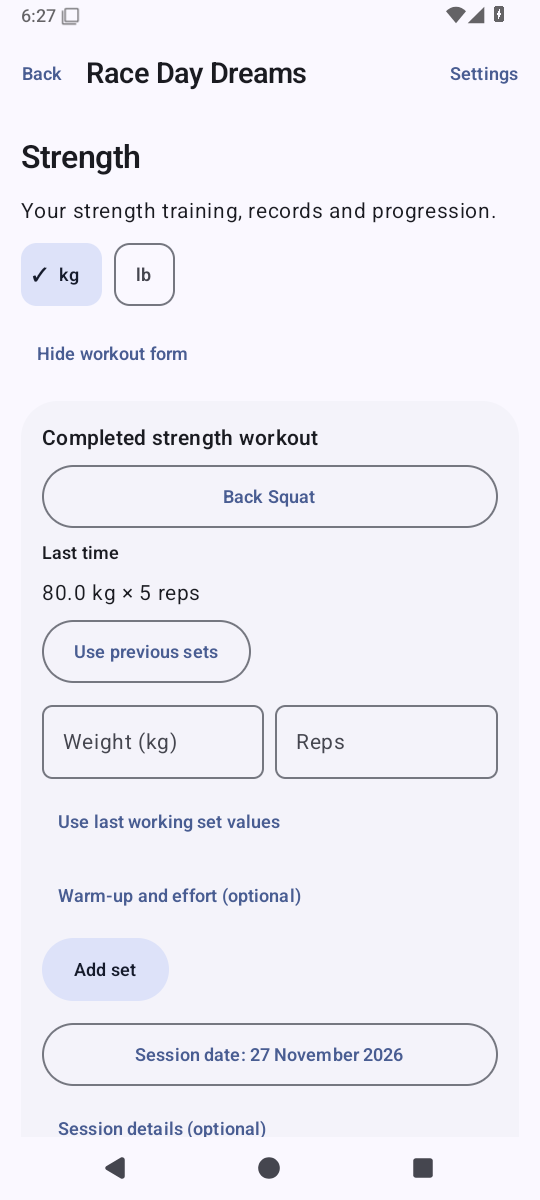 6:27
Back Race Day Dreams Settings
Strength
Your strength training, records and progression.
✓ kg lb
Hide workout form
Completed strength workout
Back Squat
Last time
80.0 kg × 5 reps
Use previous sets
Weight (kg) Reps
Use last working set values
Warm-up and effort (optional)
Add set
Session date: 27 November 2026
Session details (optional)